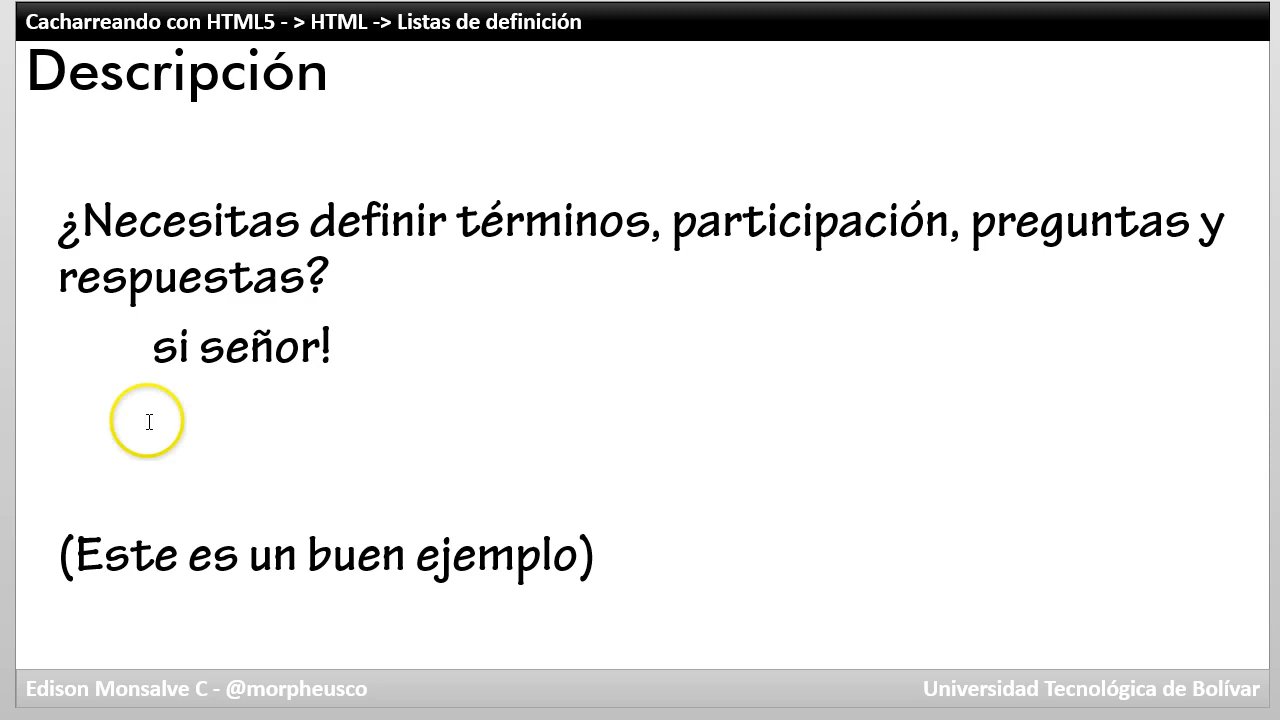 Cacharreando con HTML5 - > HTML -> Listas de definición
Descripción
¿Necesitas definir términos, participación, preguntas y
respuestas?
si señor!
(Este es un buen ejemplo)
Edison Monsalve C - @morpheusco
Universidad Tecnológica de Bolívar